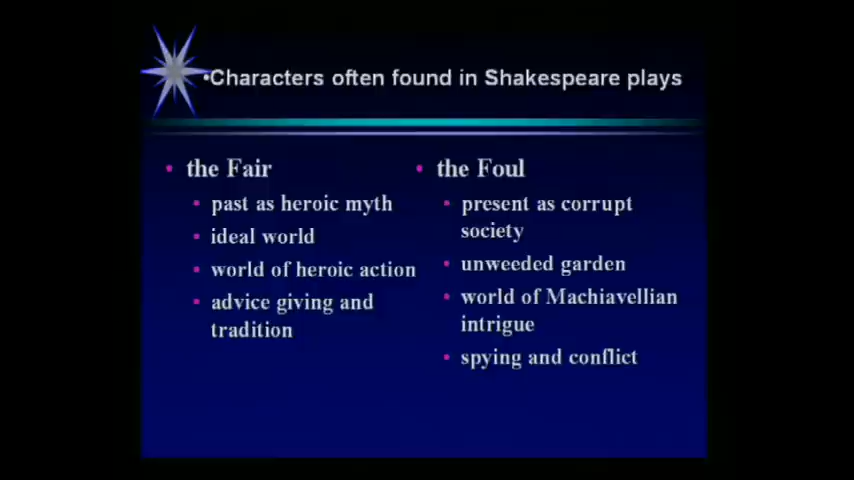 •Characters often found in Shakespeare plays
• the Fair
• past as heroic myth
• ideal world
• world of heroic action
• advice giving and
tradition
• the Foul
• present as corrupt
society
• unweeded garden
• world of Machiavellian
intrigue
• spying and conflict